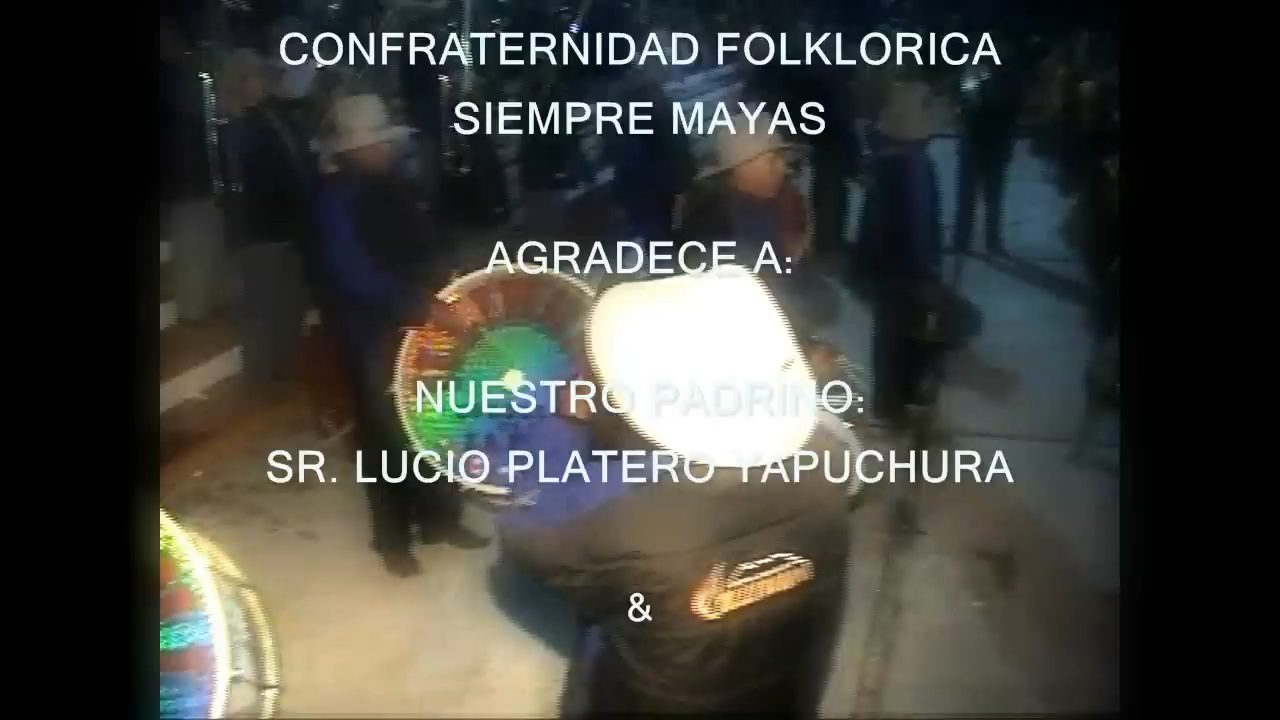 CONFRATERNIDAD FOLKLORICA
SIEMPRE MAYAS
AGRADECE A:
NUESTRO PADRINO:
SR. LUCIO PLATERO YAPUCHURA
&